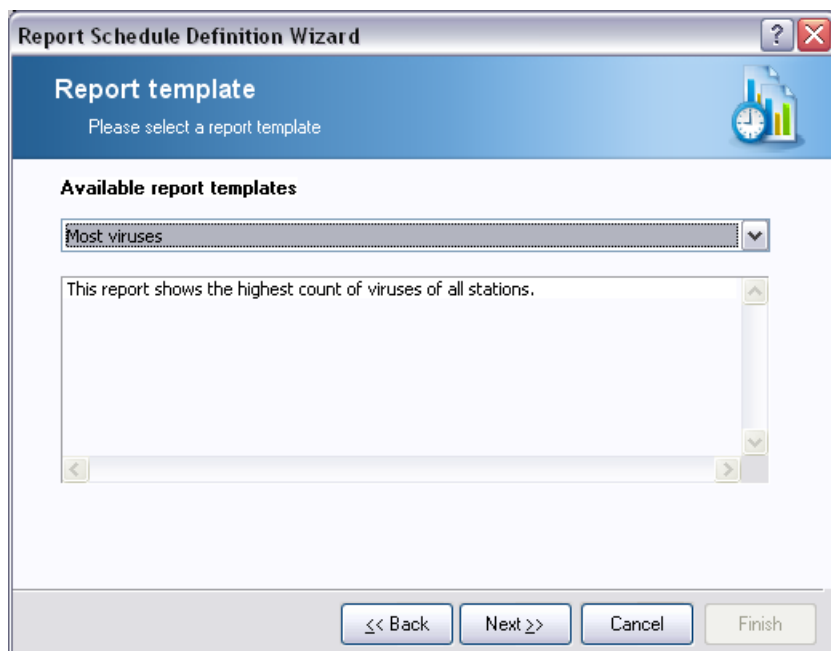 Report Schedule Definition Wizard
Report template
Please select a report template
Available report templates
Most viruses
This report shows the highest count of viruses of all stations.
<< Back Next >> Cancel Finish